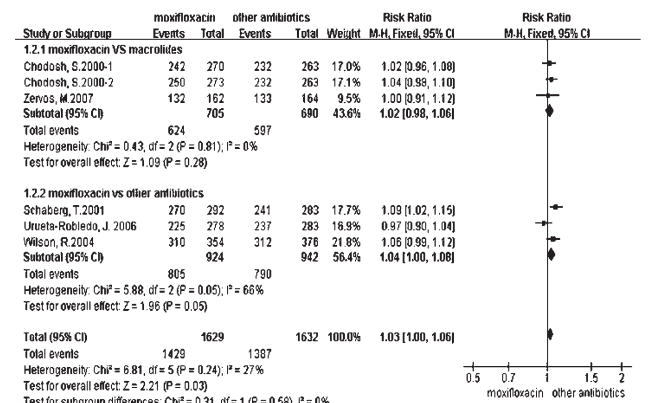 moxifloxacin other antibiotics Risk Ratio Risk Ratio
Study or Subgroup Events Total Events Total Weight M-H, Fixed, 95% CI M-H, Fixed, 95% CI
1.2.1 moxifloxacin VS macrolides
Chodosh, S.2000-1 242 270 232 263 17.0% 1.02 [0.96, 1.08]
Chodosh, S.2000-2 250 273 232 263 17.1% 1.04 [0.98, 1.10]
Zervos, M.2007 132 162 133 164 9.5% 1.00 [0.91, 1.12]
Subtotal (95% CI) 705 690 43.6% 1.02 [0.98, 1.06]
Total events 624 597
Heterogeneity: Chi² = 0.43, df = 2 (P = 0.81); I² = 0%
Test for overall effect: Z = 1.09 (P = 0.28)
1.2.2 moxifloxacin vs other antibiotics
Schaberg, T.2001 270 292 241 283 17.7% 1.09 [1.02, 1.15]
Urueta-Robledo, J. 2006 225 278 237 283 16.9% 0.97 [0.90, 1.04]
Wilson, R.2004 310 354 312 376 21.8% 1.06 [0.99, 1.12]
Subtotal (95% CI) 924 942 56.4% 1.04 [1.00, 1.08]
Total events 805 790
Heterogeneity: Chi² = 5.88, df = 2 (P = 0.05); I² = 66%
Test for overall effect: Z = 1.96 (P = 0.05)
Total (95% CI) 1629 1632 100.0% 1.03 [1.00, 1.06]
Total events 1429 1387
Heterogeneity: Chi² = 6.81, df = 5 (P = 0.24); I² = 27%
Test for overall effect: Z = 2.21 (P = 0.03)
Test for subgroup differences: Chi² = 0.31, df = 1 (P = 0.58), I² = 0%
0.5 0.7 1 1.5 2
moxifloxacin other antibiotics